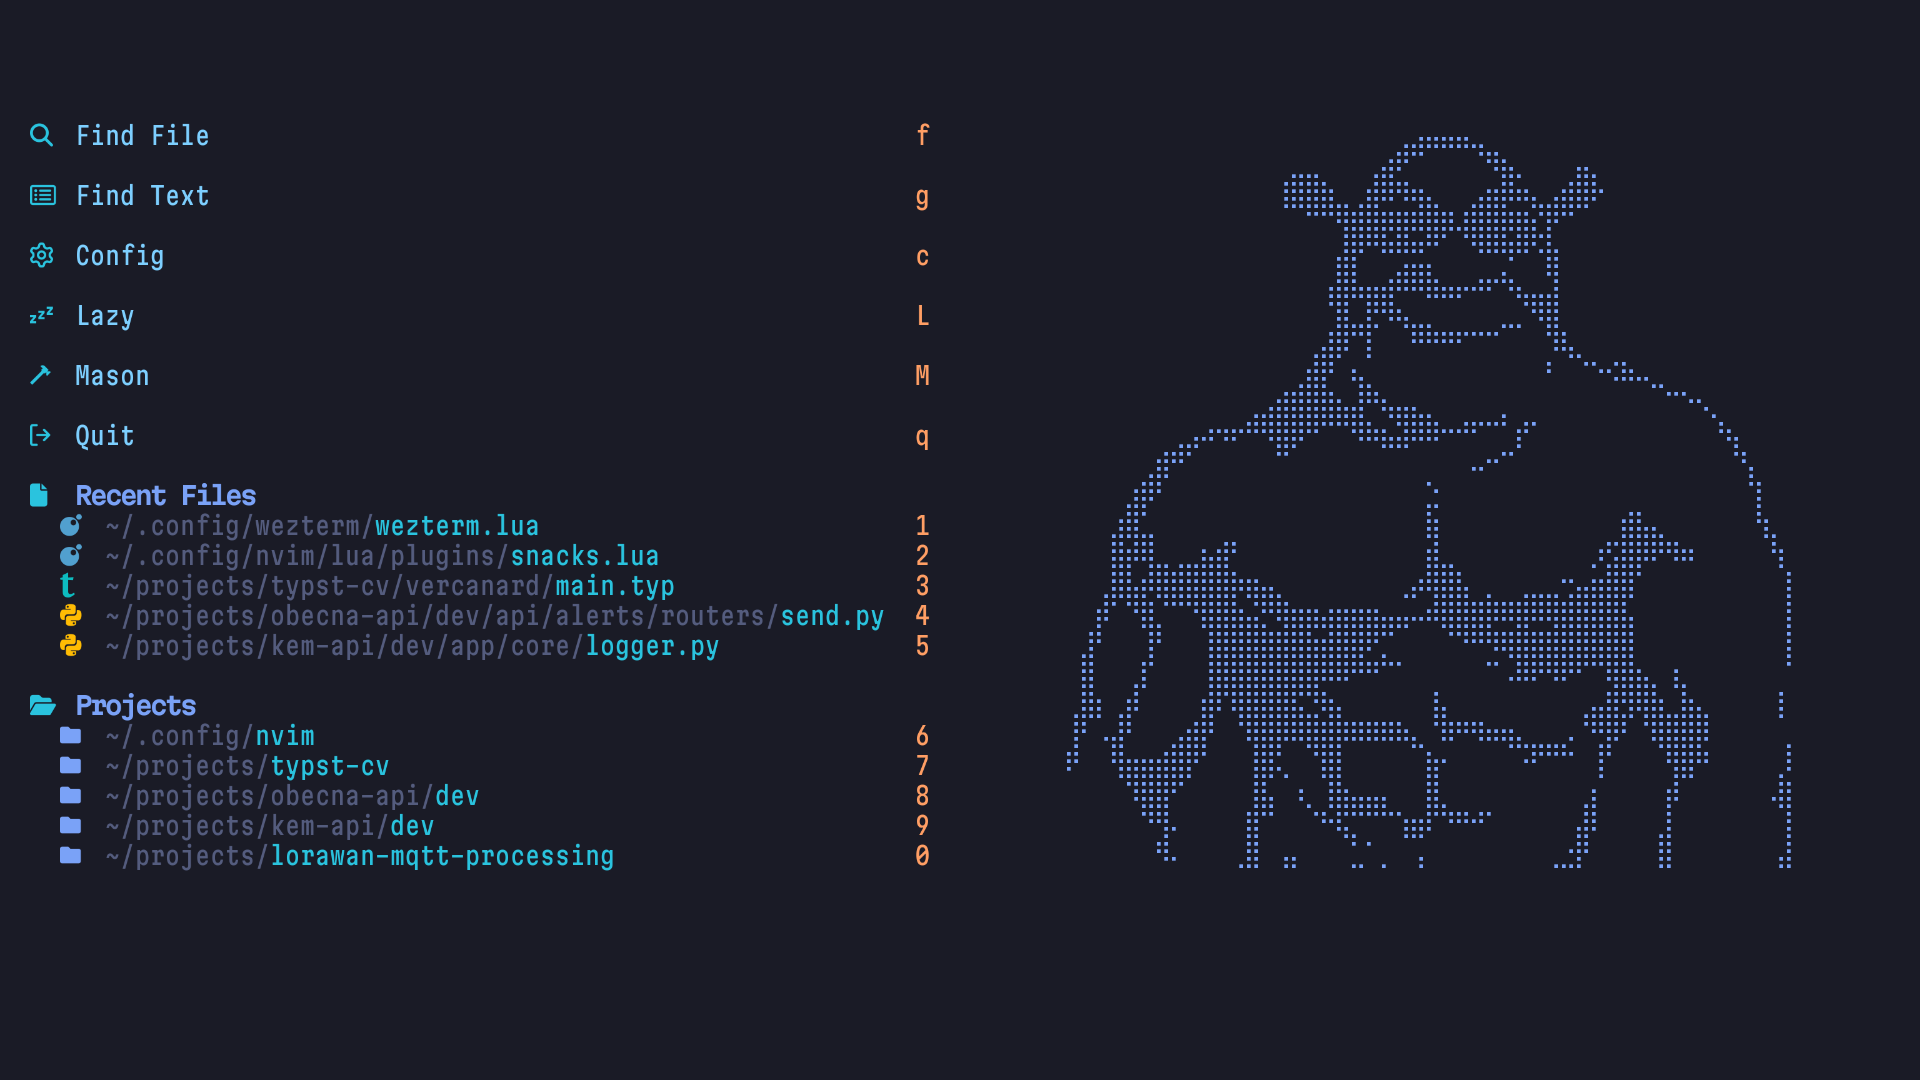 Find File f
Find Text g
Config c
zzz Lazy L
Mason M
Quit q
Recent Files
~/.config/wezterm/wezterm.lua 1
~/.config/nvim/lua/plugins/snacks.lua 2
t ~/projects/typst-cv/vercanard/main.typ 3
~/projects/obecna-api/dev/api/alerts/routers/send.py 4
~/projects/kem-api/dev/app/core/logger.py 5
Projects
~/.config/nvim 6
~/projects/typst-cv 7
~/projects/obecna-api/dev 8
~/projects/kem-api/dev 9
~/projects/lorawan-mqtt-processing 0